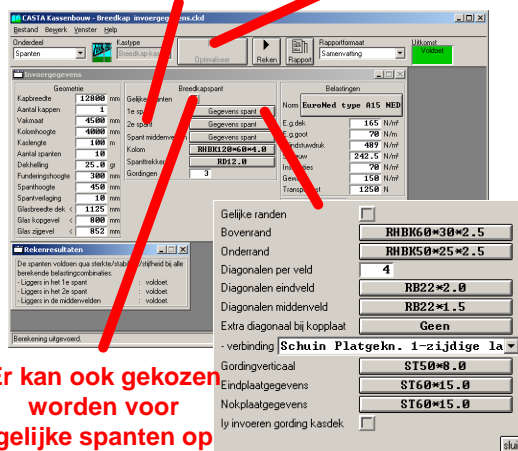 CASTA Kassenbouw - Breedkap invoergegevens.ckd
Bestand Bewerk Venster Help
Onderdeel
Spanten
Kastype
Breedkap-kas
Optimaliseer
Reken
Rapport
Rapportformaat
Samenvatting
Uitkomst
Voldoet
Invoergegevens
Geometrie
Kapbreedte 12800 mm
Aantal kappen 1
Vakmaat 4500 mm
Kolomhoogte 4000 mm
Kaslengte 100 m
Aantal spanten 10
Dekhelling 25.0 gr
Funderingshoogte 300 mm
Spanthoogte 450 mm
Spantverlaging 10 mm
Glasbreedte dek < 1125 mm
Glas kopgevel < 800 mm
Glas zijgevel < 852 mm
Breedkapspant
Gelijke spanten
1e spant Gegevens spant
2e spant Gegevens spant
Spant middenvelden Gegevens spant
Kolom RHBK120*60*4.0
Spanttrekker RD12.0
Gordingen 3
Belastingen
Norm EuroNed type A15 NED
E.g.dek 165 N/m²
E.g.goot 70 N/m
489 N/m²
242.5 N/m²
70 N/m²
150 N/m²
1250 N
Rekenresultaten
De spanten voldoen qua sterkte/stabiliteit/stijfheid bij alle
berekende belastingcombinaties.
- Liggers in het 1e spant : voldoet.
- Liggers in het 2e spant : voldoet.
- Liggers in de middenvelden : voldoet.
Berekening uitgevoerd.
Gelijke randen
Bovenrand RHBK60*30*2.5
Onderrand RHBK50*25*2.5
Diagonalen per veld 4
Diagonalen eindveld RB22*2.0
Diagonalen middenveld RB22*1.5
Extra diagonaal bij kopplaat Geen
- verbinding Schuin Platgekn. 1-zijdige la
Gordingverticaal ST50*8.0
Eindplaatgegevens ST60*15.0
Nokplaatgegevens ST60*15.0
Iy invoeren gording kasdek
slui
Er kan ook gekozen
worden voor
gelijke spanten op